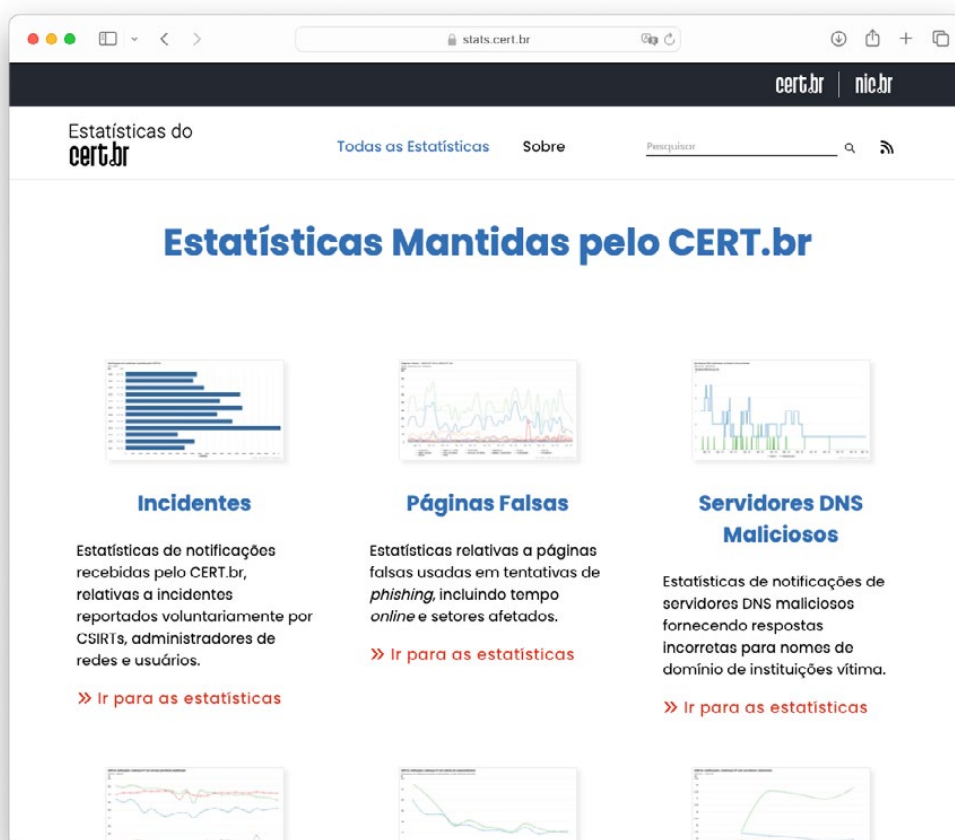 stats.cert.br
cert.br nic.br
Estatísticas do
cert.br
Todas as Estatísticas
Sobre
Pesquisar
Estatísticas Mantidas pelo CERT.br
Incidentes
Estatísticas de notificações
recebidas pelo CERT.br,
relativas a incidentes
reportados voluntariamente por
CSIRTs, administradores de
redes e usuários.
>> Ir para as estatísticas
Páginas Falsas
Estatísticas relativas a páginas
falsas usadas em tentativas de
phishing, incluindo tempo
online e setores afetados.
>> Ir para as estatísticas
Servidores DNS
Maliciosos
Estatísticas de notificações de
servidores DNS maliciosos
fornecendo respostas
incorretas para nomes de
domínio de instituições vítima.
>> Ir para as estatísticas